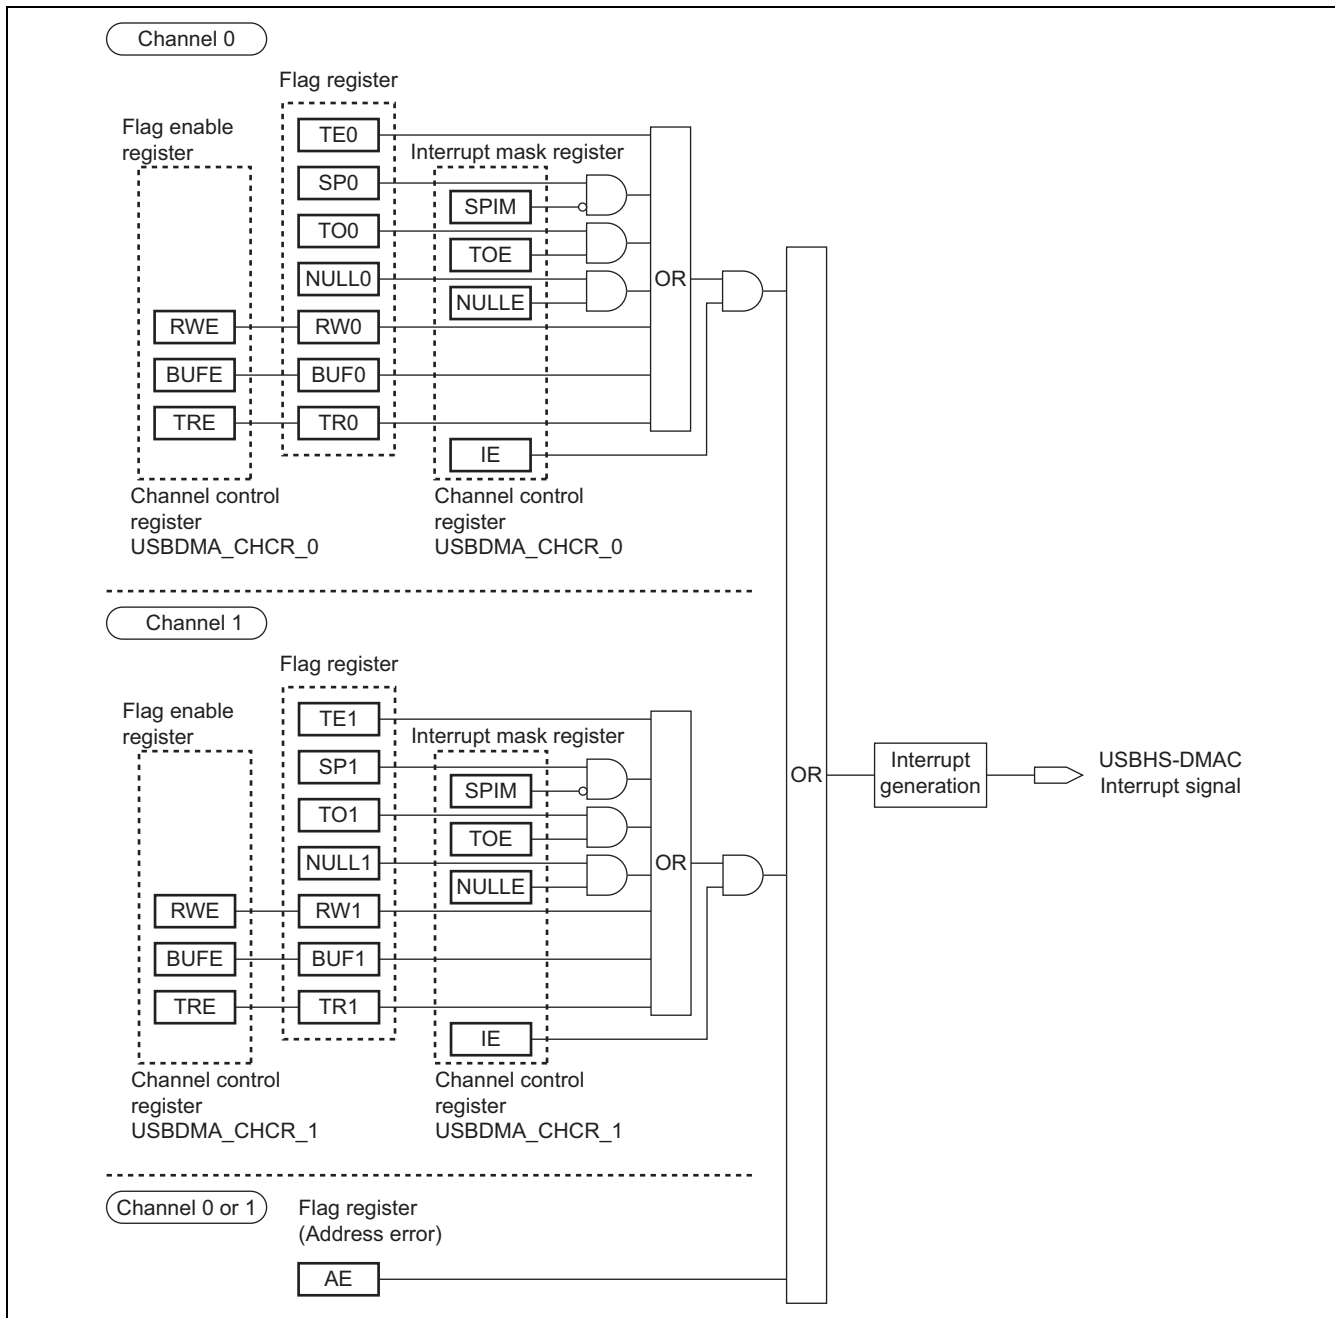 Channel 0
Flag register
Flag enable
register
TE0
Interrupt mask register
SP0
SPIM
TO0
TOE
NULL0
NULLE
OR
RWE
RW0
BUFE
BUF0
TRE
TR0
IE
Channel control
register
USBDMA_CHCR_0
Channel control
register
USBDMA_CHCR_0
Channel 1
Flag register
Flag enable
register
TE1
Interrupt mask register
SP1
SPIM
TO1
TOE
NULL1
NULLE
OR
RWE
RW1
BUFE
BUF1
TRE
TR1
IE
Channel control
register
USBDMA_CHCR_1
Channel control
register
USBDMA_CHCR_1
OR
Interrupt
generation
USBHS-DMAC
Interrupt signal
Channel 0 or 1
Flag register
(Address error)
AE